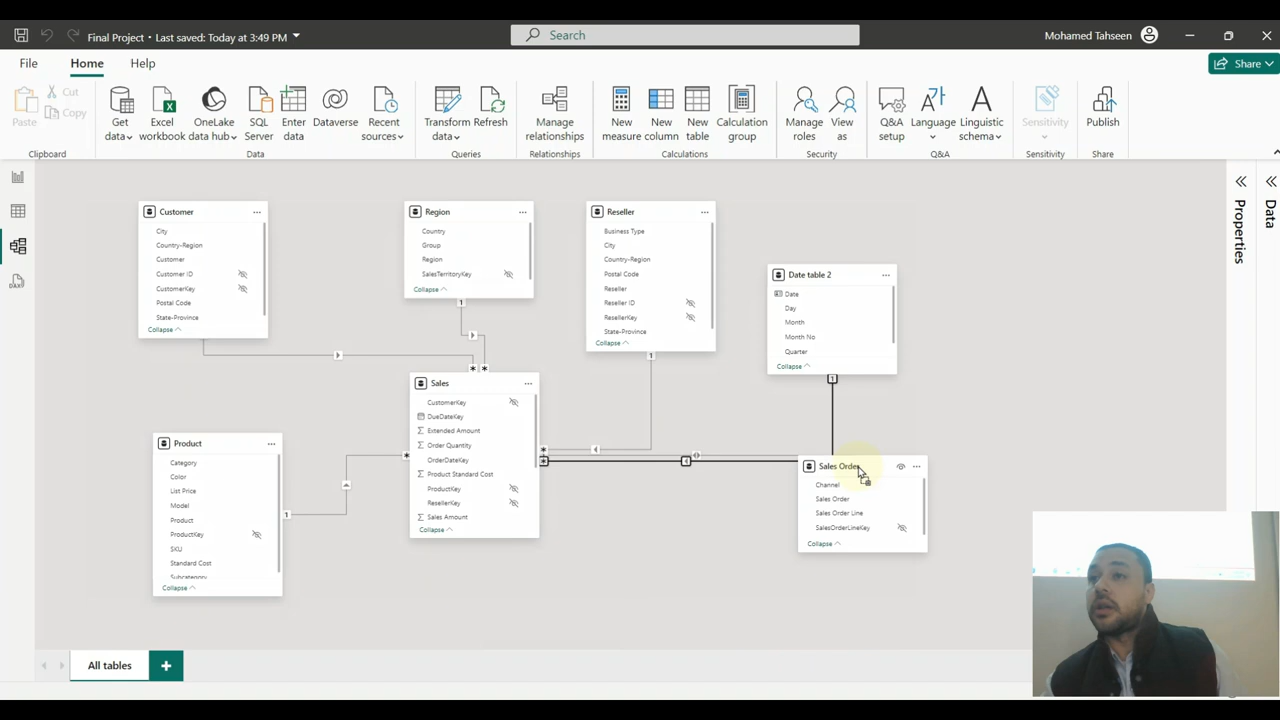 Final Project • Last saved: Today at 3:49 PM
Search
Mohamed Tahseen
File
Home
Help
Share
Paste
Cut
Copy
Get data
Excel workbook
OneLake data hub
SQL Server
Enter data
Dataverse
Recent sources
Transform data
Refresh
Manage relationships
New measure
New column
New table
Calculation group
Manage roles
View as
Q&A setup
Language
Linguistic schema
Sensitivity
Publish
Clipboard
Data
Queries
Relationships
Calculations
Security
Q&A
Sensitivity
Share
Customer
City
Country-Region
Customer
Customer ID
CustomerKey
Postal Code
State-Province
Collapse
Region
Country
Group
Region
SalesTerritoryKey
Collapse
Reseller
Business Type
City
Country-Region
Postal Code
Reseller
Reseller ID
ResellerKey
State-Province
Collapse
Date table 2
Date
Day
Month
Month No
Quarter
Collapse
Sales
CustomerKey
DueDateKey
Extended Amount
Order Quantity
OrderDateKey
Product Standard Cost
ProductKey
ResellerKey
Sales Amount
Collapse
Product
Category
Color
List Price
Model
Product
ProductKey
SKU
Standard Cost
Subcategory
Collapse
Sales Order
Channel
Sales Order
Sales Order Line
SalesOrderLineKey
Collapse
1
*
*
1
1
*
*
*
1
Properties
Data
All tables
+